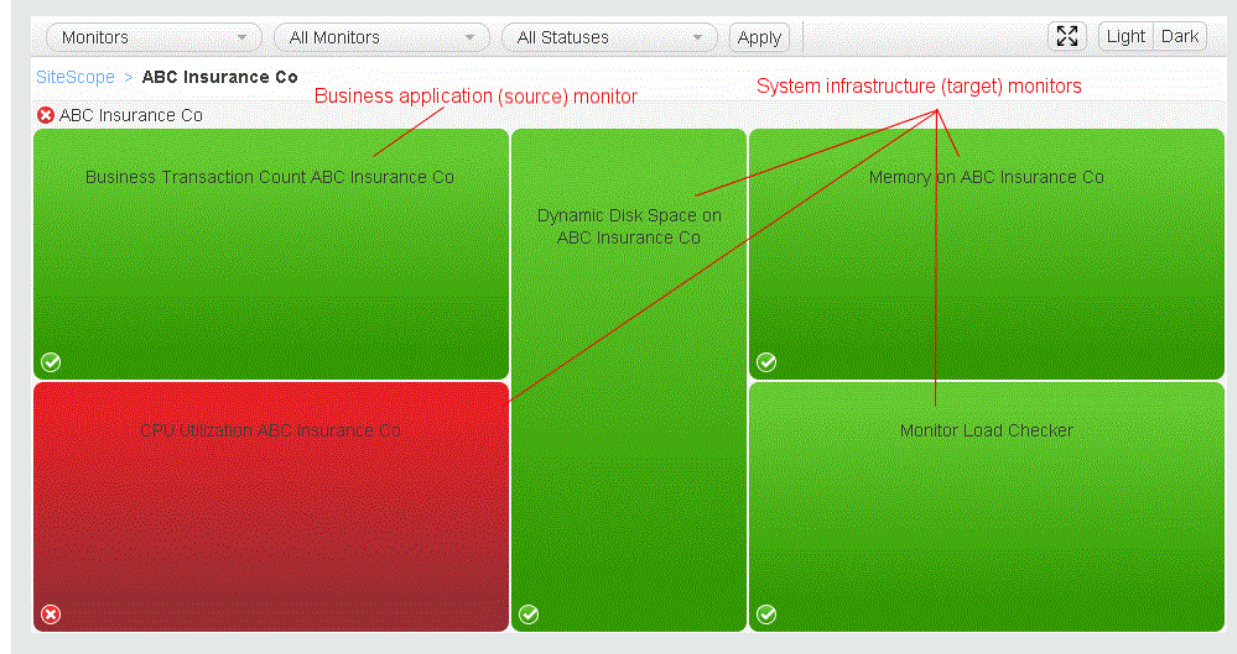 Monitors All Monitors All Statuses Apply Light Dark
SiteScope > ABC Insurance Co
Business application (source) monitor
System infrastructure (target) monitors
ABC Insurance Co
Business Transaction Count ABC Insurance Co
Dynamic Disk Space on
ABC Insurance Co
Memory on ABC Insurance Co
CPU Utilization ABC Insurance Co
Monitor Load Checker